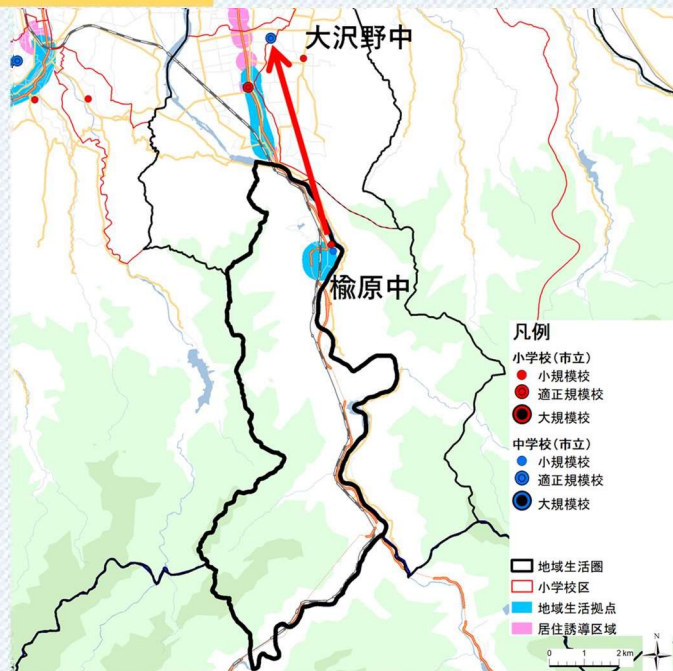 大沢野中
楡原中
凡例
小学校(市立)
小規模校
適正規模校
大規模校
中学校(市立)
小規模校
適正規模校
大規模校
地域生活圏
小学校区
地域生活拠点
居住誘導区域
N
0 1 2 km